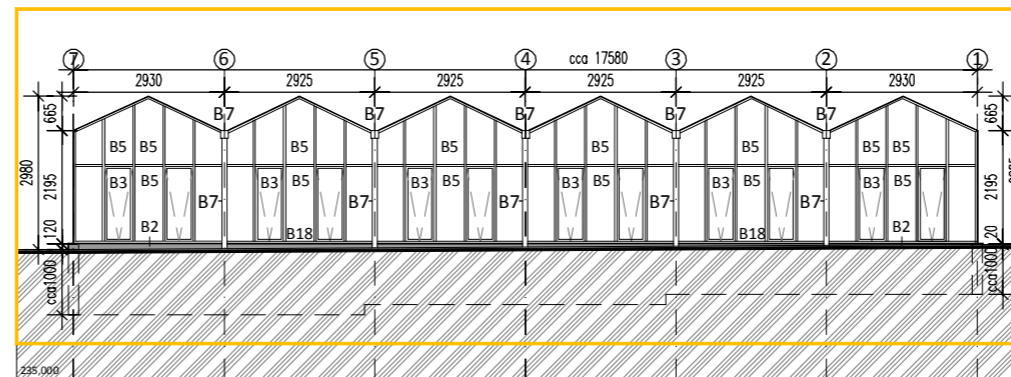 7 6 5 4 3 2 1
cca 17580
2930 2925 2925 2925 2925 2930
665 B7 B7 B7 B7 B7 665
B5 B5 B5 B5 B5 B5 B5
2980 2195 B3 B5 B3 B5 B3 B5 B3 B5 B3 B5 B3 B5 2195
B7 B7 B7 B7 B7
120 B2 B18 B18 B2 120
cca1000 cca1000
235,000